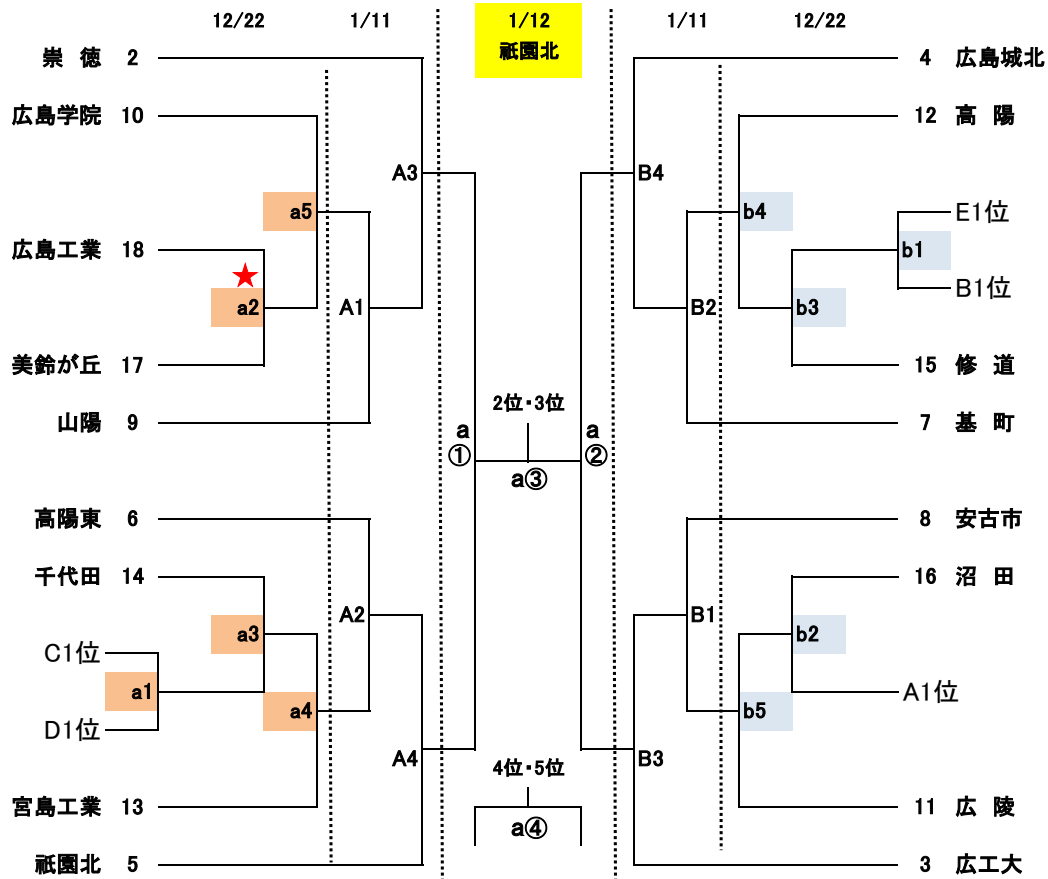 12/22 1/11 1/12 1/11 12/22
祇園北
崇 徳 2
4 広島城北
広島学院 10
12 高 陽
A3
B4
a5
b4
E1位
広島工業 18
b1
★
a2
A1
B2
b3
B1位
美鈴が丘 17
15 修 道
2位・3位
山陽 9
7 基 町
a
①
a
②
a③
高陽東 6
8 安古市
千代田 14
16 沼 田
A2
B1
a3
b2
C1位
a1
A1位
a4
b5
D1位
A4
B3
4位・5位
宮島工業 13
11 広 陵
a④
祇園北 5
3 広工大